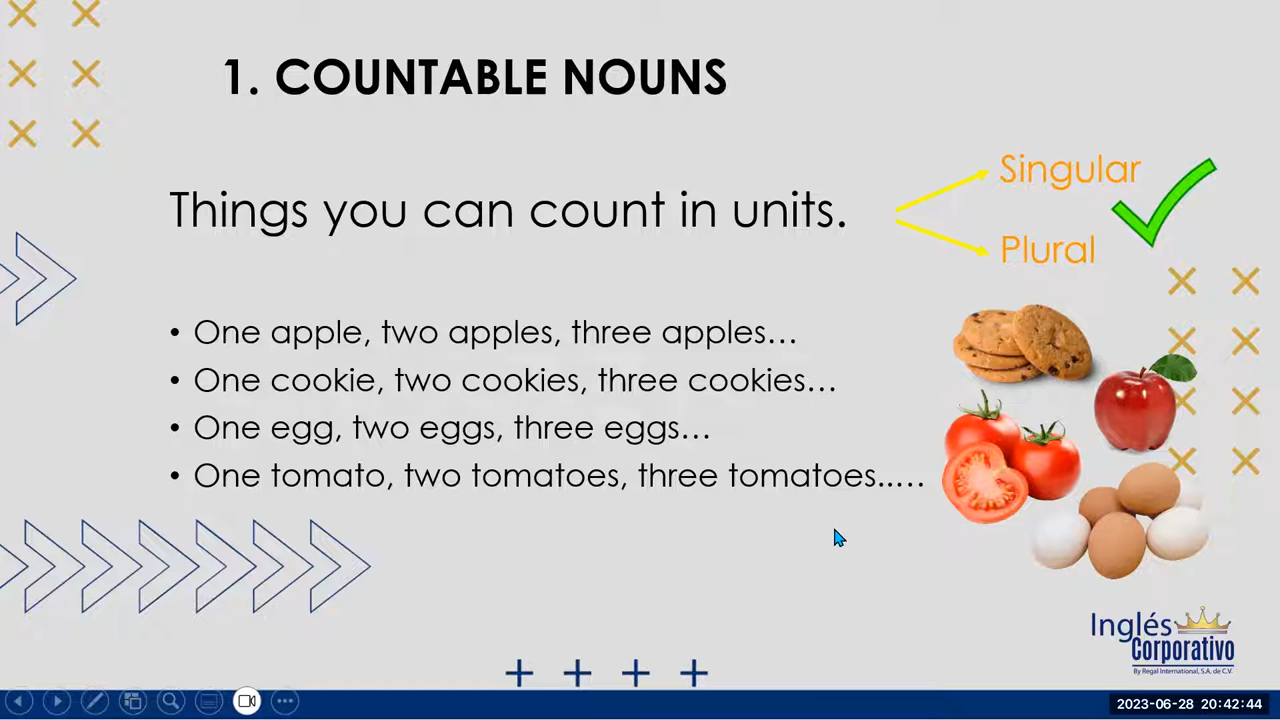 1. COUNTABLE NOUNS
Things you can count in units.
Singular
Plural
• One apple, two apples, three apples…
• One cookie, two cookies, three cookies…
• One egg, two eggs, three eggs…
• One tomato, two tomatoes, three tomatoes..…
Inglés
Corporativo
By Regal International, S.A. de C.V.
2023-06-28 20:42:44